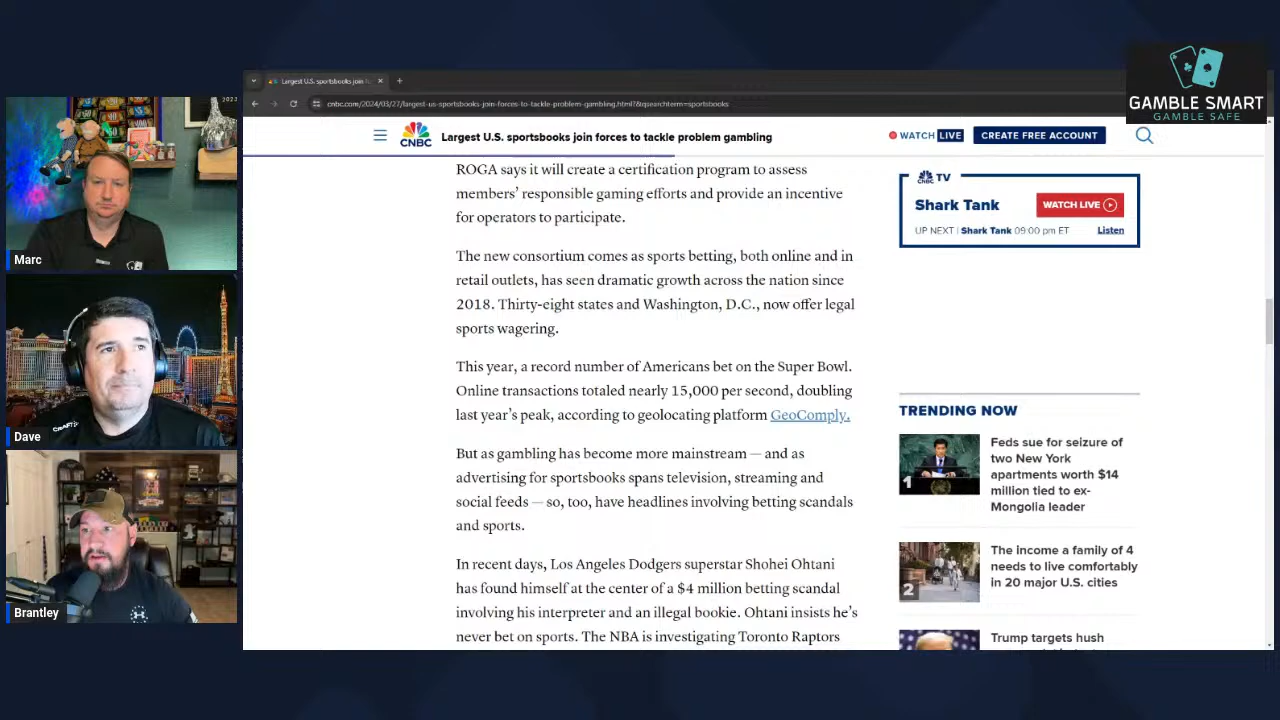 GAMBLE SMART
GAMBLE SAFE
Marc
Dave
Brantley
Largest U.S. sportsbooks join fo
cnbc.com/2024/03/27/largest-us-sportsbooks-join-forces-to-tackle-problem-gambling.html?&qsearchterm=sportsbooks
CNBC
Largest U.S. sportsbooks join forces to tackle problem gambling
WATCH LIVE
CREATE FREE ACCOUNT
ROGA says it will create a certification program to assess
members' responsible gaming efforts and provide an incentive
for operators to participate.
The new consortium comes as sports betting, both online and in
retail outlets, has seen dramatic growth across the nation since
2018. Thirty-eight states and Washington, D.C., now offer legal
sports wagering.
This year, a record number of Americans bet on the Super Bowl.
Online transactions totaled nearly 15,000 per second, doubling
last year's peak, according to geolocating platform GeoComply.
But as gambling has become more mainstream — and as
advertising for sportsbooks spans television, streaming and
social feeds — so, too, have headlines involving betting scandals
and sports.
In recent days, Los Angeles Dodgers superstar Shohei Ohtani
has found himself at the center of a $4 million betting scandal
involving his interpreter and an illegal bookie. Ohtani insists he's
never bet on sports. The NBA is investigating Toronto Raptors
CNBC TV
Shark Tank
WATCH LIVE
UP NEXT | Shark Tank 09:00 pm ET
Listen
TRENDING NOW
1
Feds sue for seizure of
two New York
apartments worth $14
million tied to ex-
Mongolia leader
2
The income a family of 4
needs to live comfortably
in 20 major U.S. cities
Trump targets hush